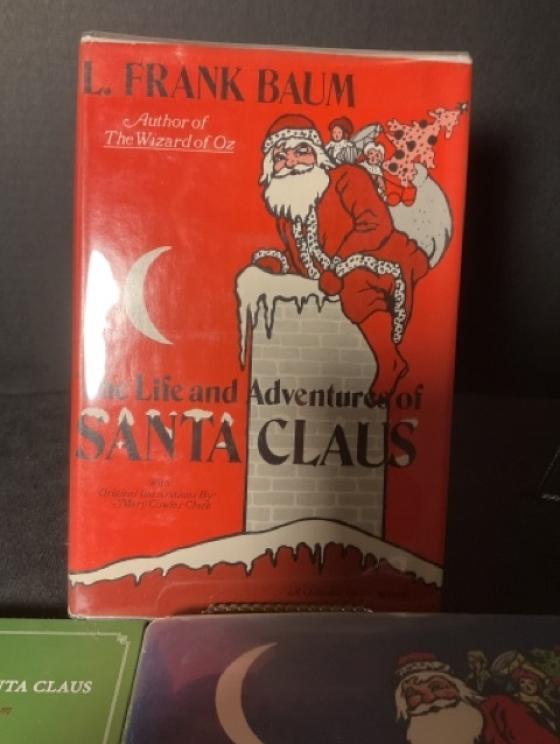 L. FRANK BAUM
Author of
The Wizard of Oz
The Life and Adventures of
SANTA CLAUS
with
Original Illustrations By
Mary Cowles Clark
NTA CLAUS